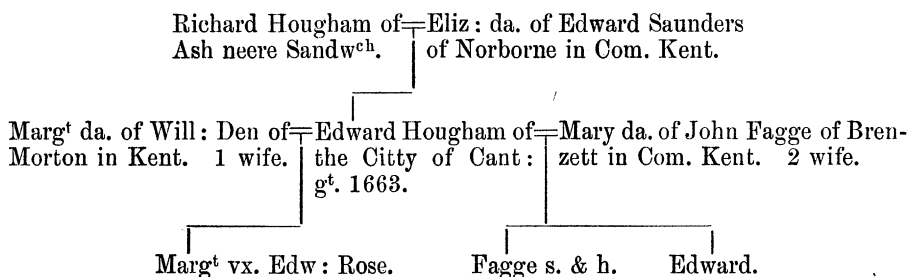 Richard Hougham of Eliz : da. of Edward Saunders
Ash neere Sandwᶜʰ. of Norborne in Com. Kent.
Margᵗ da. of Will : Den of Edward Hougham of Mary da. of John Fagge of Bren-
Morton in Kent. 1 wife. the Citty of Cant : zett in Com. Kent. 2 wife.
gᵗ. 1663.
Margᵗ vx. Edw : Rose. Fagge s. & h. Edward.